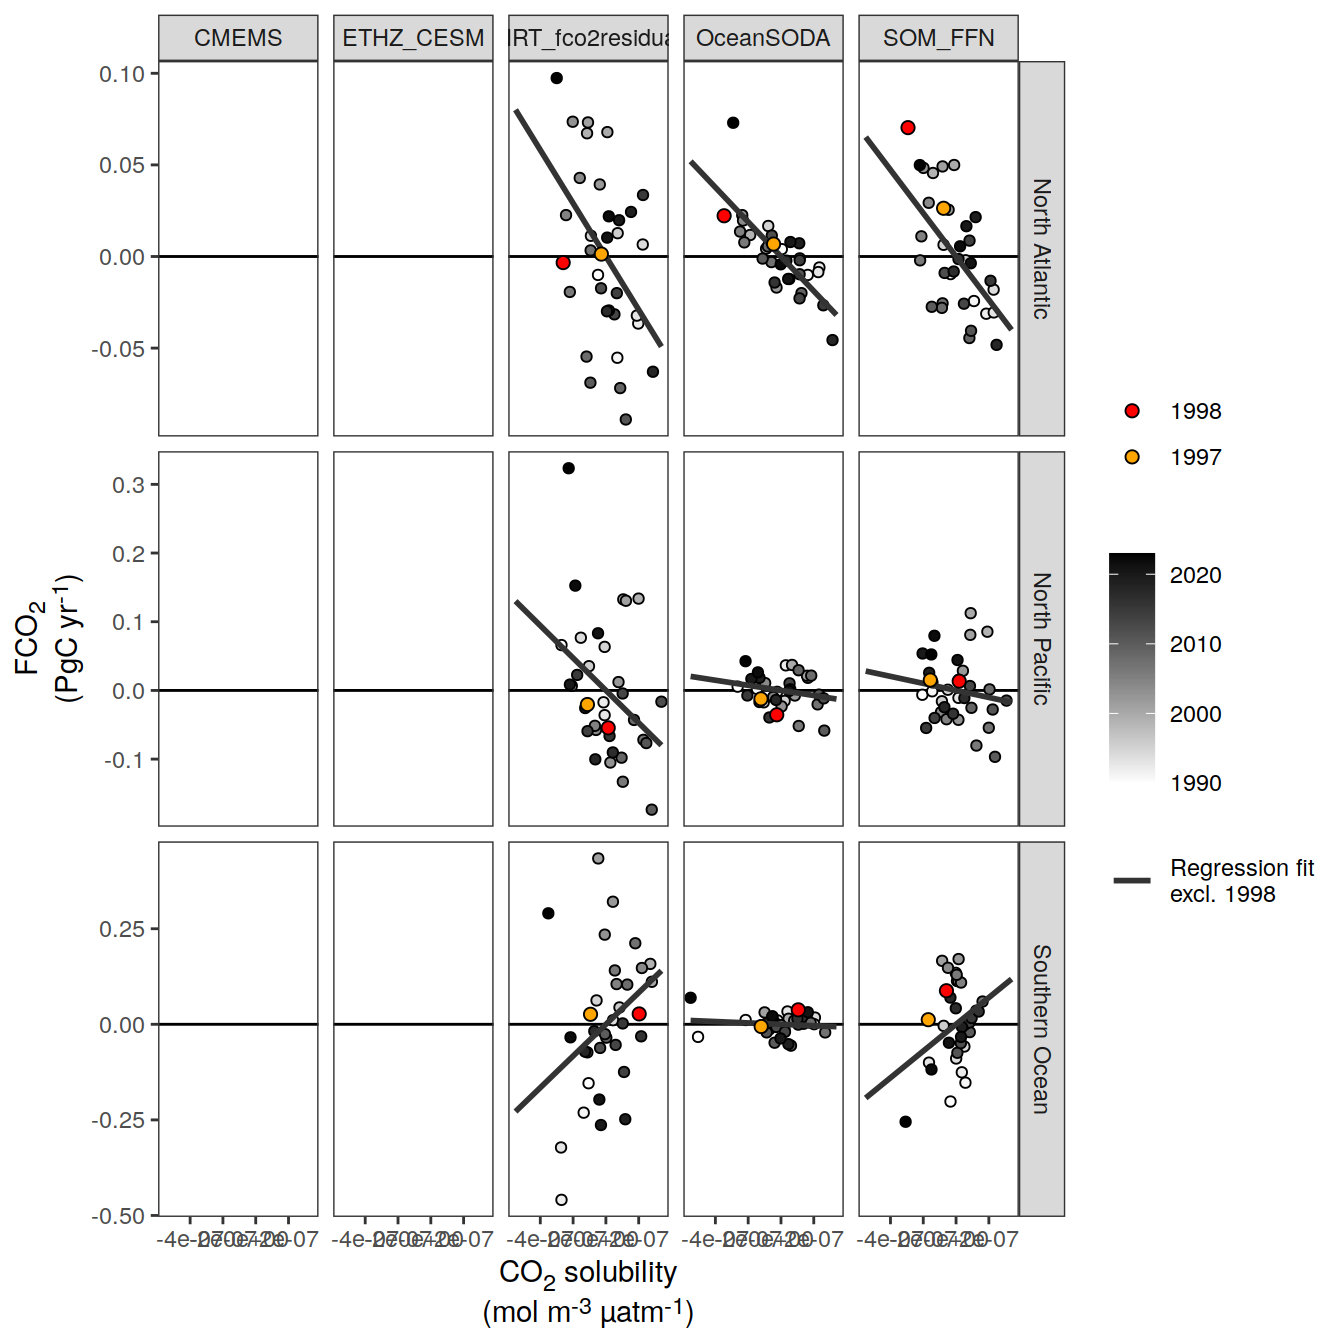 CMEMS ETHZ_CESM OceanSODA SOM_FFN
0.10
0.05
0.00
-0.05
North Atlantic
0.3
0.2
0.1
0.0
-0.1
North Pacific
0.25
0.00
-0.25
-0.50
Southern Ocean
FCO2
(PgC yr-1)
CO2 solubility
(mol m-3 µatm-1)
1998
1997
2020
2010
2000
1990
Regression fit
excl. 1998